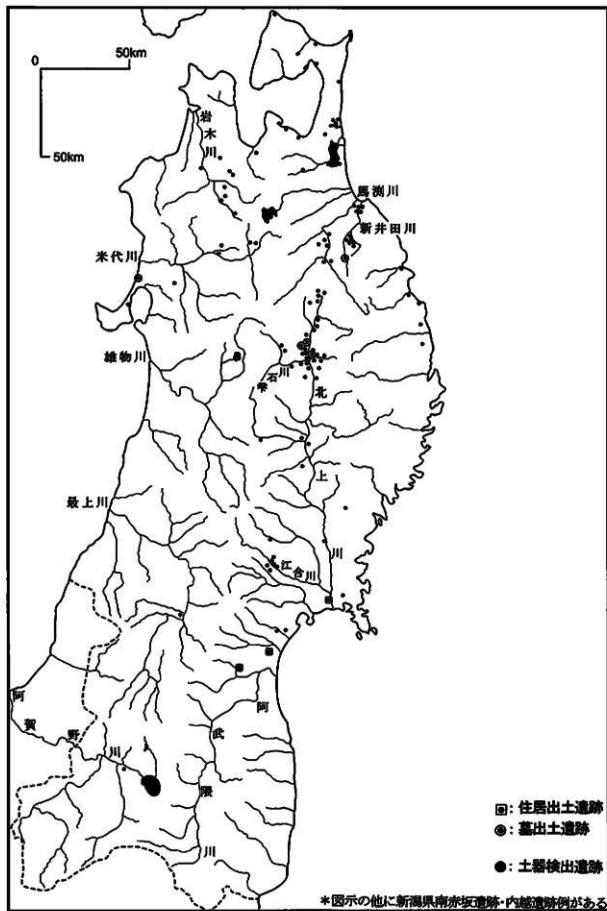 50km
0
50km
岩木川
馬渕川
新井田川
米代川
雄物川
雫石川
北上川
最上川
江合川
阿賀野川
阿武隈川
: 住居出土遺跡
: 墓出土遺跡
: 土器検出遺跡
*図示の他に新潟県南赤坂遺跡・内越遺跡例がある